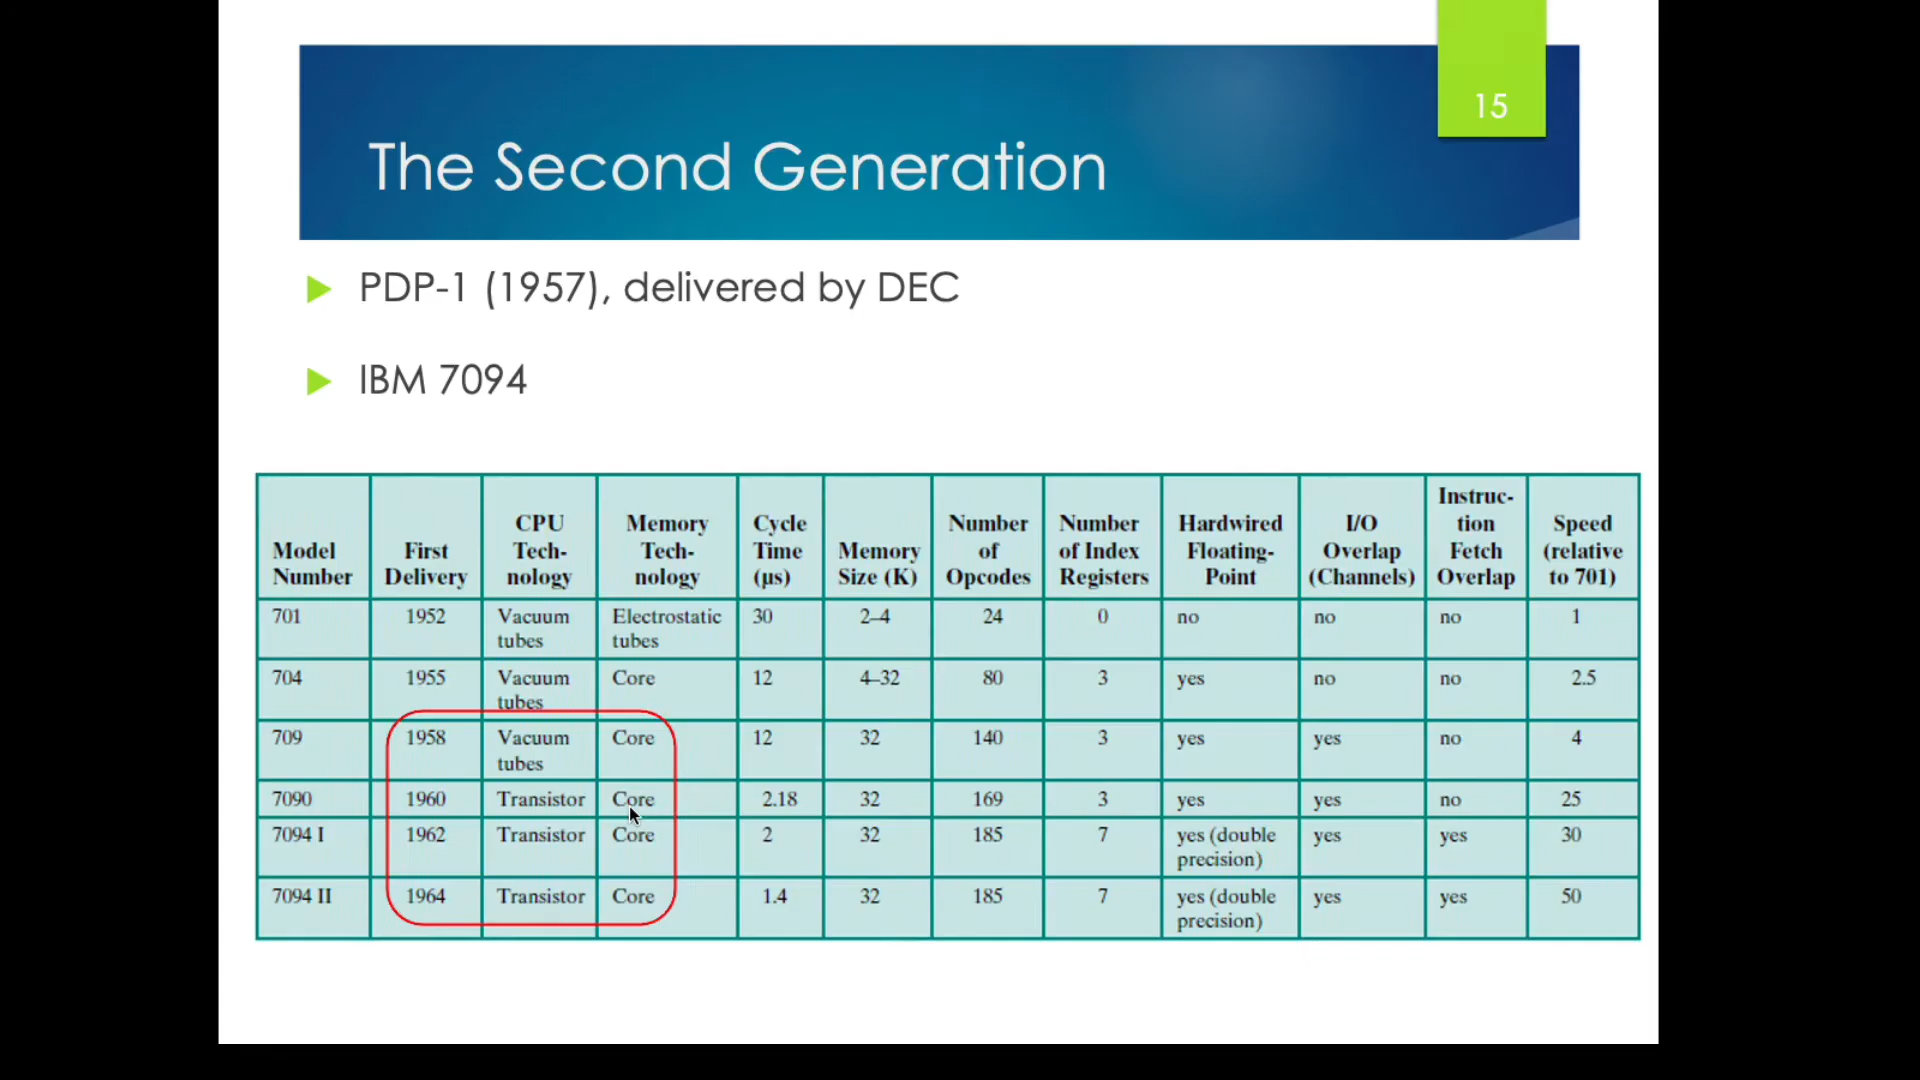 15
The Second Generation
PDP-1 (1957), delivered by DEC
IBM 7094
Model Number | First Delivery | CPU Tech-nology | Memory Tech-nology | Cycle Time (µs) | Memory Size (K) | Number of Opcodes | Number of Index Registers | Hardwired Floating-Point | I/O Overlap (Channels) | Instruc-tion Fetch Overlap | Speed (relative to 701)
701 | 1952 | Vacuum tubes | Electrostatic tubes | 30 | 2–4 | 24 | 0 | no | no | no | 1
704 | 1955 | Vacuum tubes | Core | 12 | 4–32 | 80 | 3 | yes | no | no | 2.5
709 | 1958 | Vacuum tubes | Core | 12 | 32 | 140 | 3 | yes | yes | no | 4
7090 | 1960 | Transistor | Core | 2.18 | 32 | 169 | 3 | yes | yes | no | 25
7094 I | 1962 | Transistor | Core | 2 | 32 | 185 | 7 | yes (double precision) | yes | yes | 30
7094 II | 1964 | Transistor | Core | 1.4 | 32 | 185 | 7 | yes (double precision) | yes | yes | 50